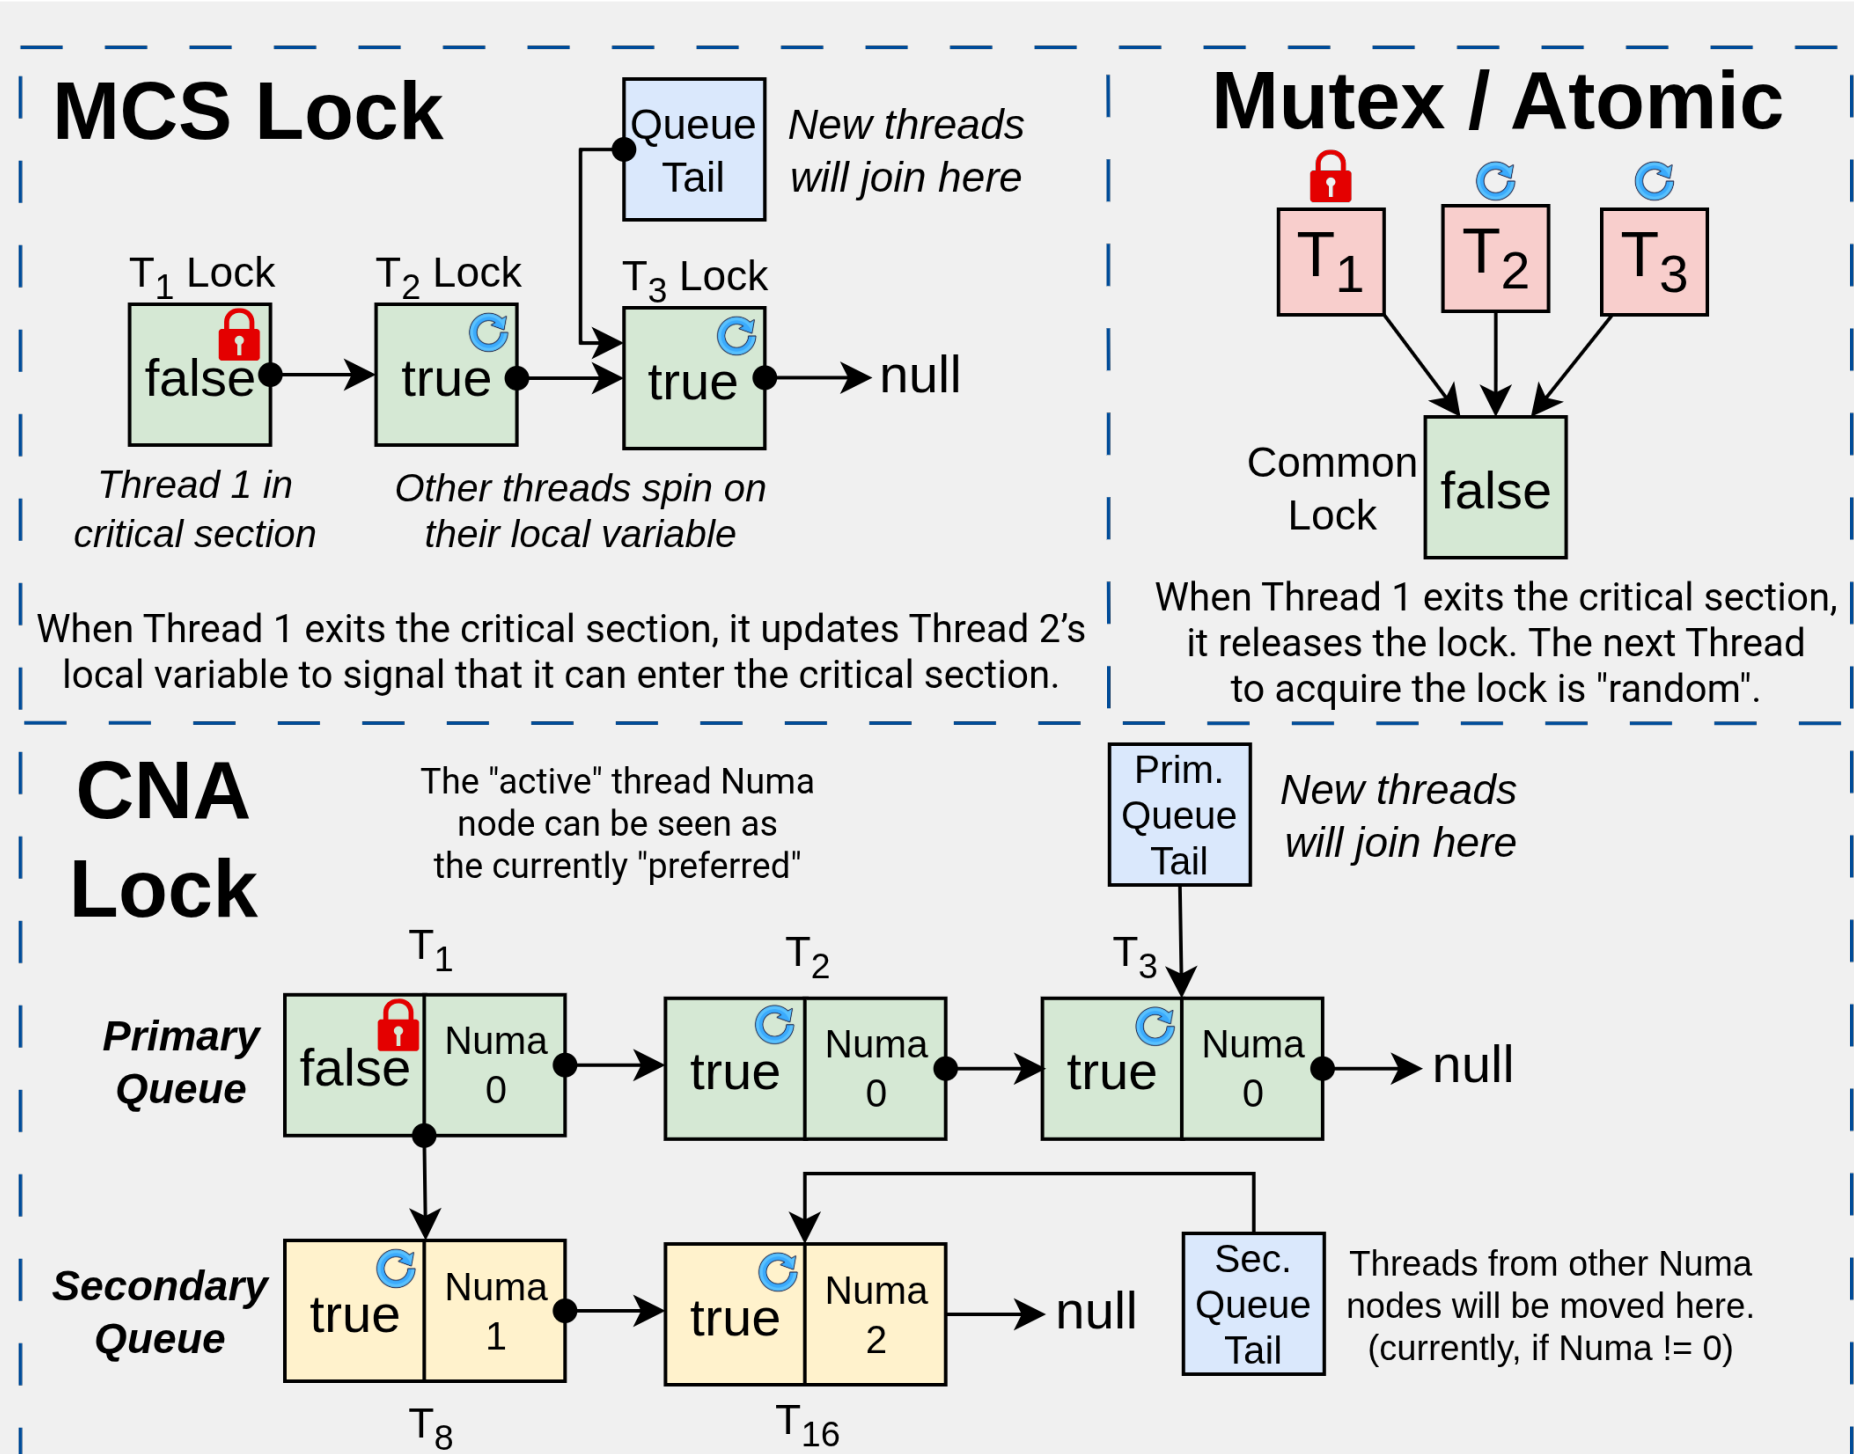 MCS Lock
Queue
Tail
New threads
will join here
T1 Lock
T2 Lock
T3 Lock
false
true
true
null
Thread 1 in
critical section
Other threads spin on
their local variable
When Thread 1 exits the critical section, it updates Thread 2’s
local variable to signal that it can enter the critical section.
Mutex / Atomic
T1
T2
T3
Common
Lock
false
When Thread 1 exits the critical section,
it releases the lock. The next Thread
to acquire the lock is "random".
CNA
Lock
The "active" thread Numa
node can be seen as
the currently "preferred"
Prim.
Queue
Tail
New threads
will join here
T1
T2
T3
Primary
Queue
false
Numa
0
true
Numa
0
true
Numa
0
null
Secondary
Queue
true
Numa
1
true
Numa
2
null
Sec.
Queue
Tail
Threads from other Numa
nodes will be moved here.
(currently, if Numa != 0)
T8
T16